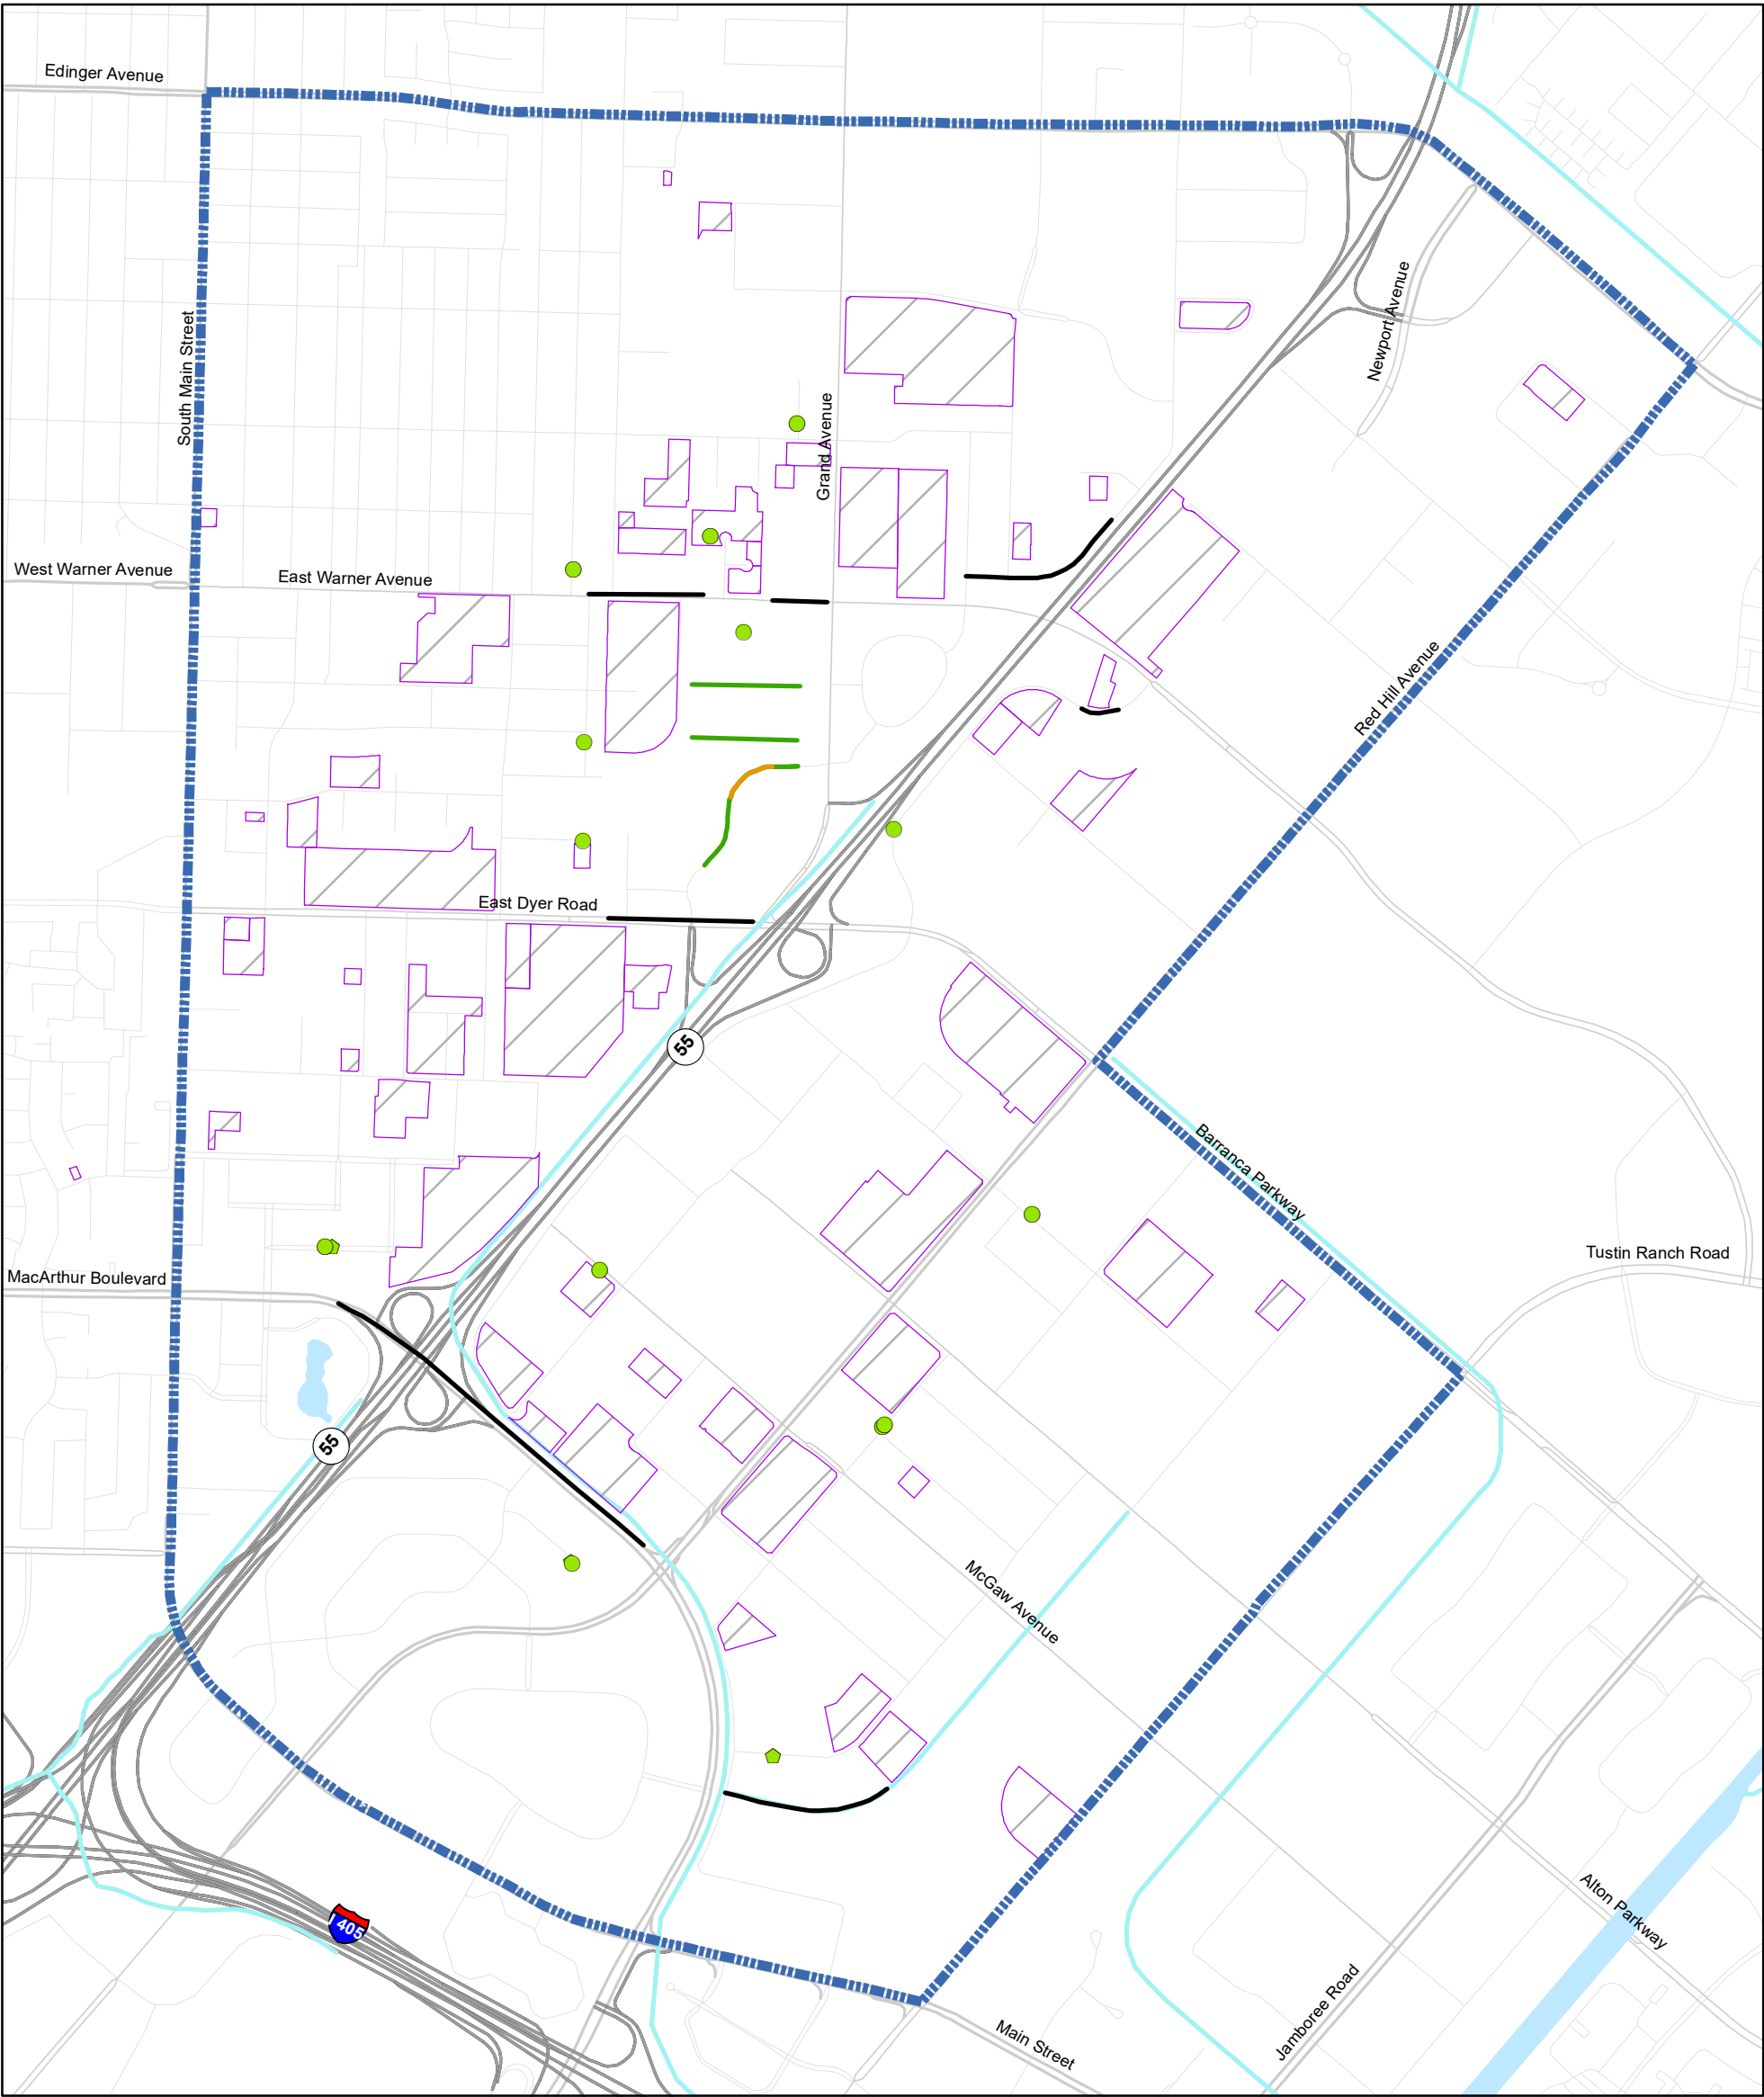 Edinger Avenue
South Main Street
Newport Avenue
Grand Avenue
West Warner Avenue
East Warner Avenue
Red Hill Avenue
East Dyer Road
55
Barranca Parkway
Tustin Ranch Road
MacArthur Boulevard
55
McGaw Avenue
Alton Parkway
I 405
Jamboree Road
Main Street